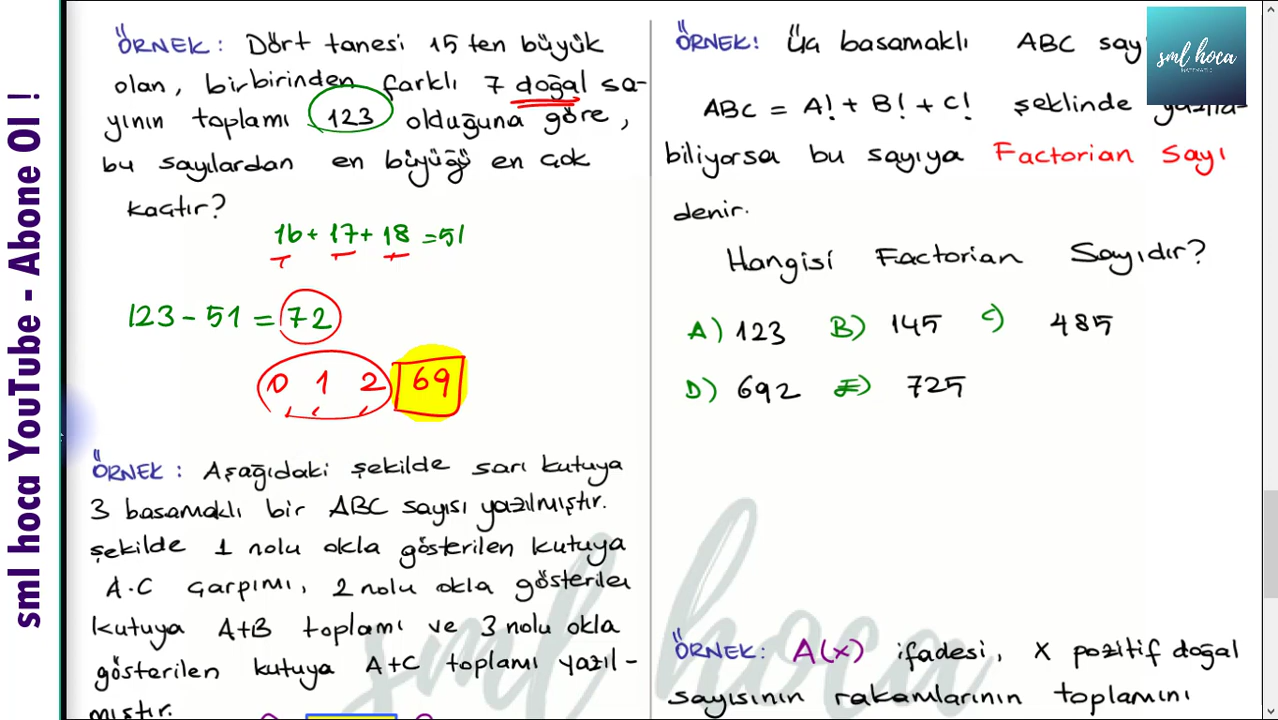 sml hoca YouTube - Abone Ol !
ÖRNEK : Dört tanesi 15 ten büyük
olan, birbirinden farklı 7 doğal sa-
yının toplamı 123 olduğuna göre,
bu sayılardan en büyüğü en çok
kaçtır?
16+ 17+ 18 =51
123 - 51 = 72
0 1 2 69
ÖRNEK : Aşağıdaki şekilde sarı kutuya
3 basamaklı bir ABC sayısı yazılmıştır.
şekilde 1 nolu okla gösterilen kutuya
A.C çarpımı, 2 nolu okla gösterilen
kutuya A+B toplamı ve 3 nolu okla
gösterilen kutuya A+C toplamı yazıl-
mıştır.
sml hoca
ÖRNEK! Üç basamaklı ABC
ABC = A! + B! + C! şeklinde
biliyorsa bu sayıya Factorian Sayı
denir.
Hangisi Factorian Sayıdır?
A) 123 B) 145 C) 485
D) 692 E) 725
sml hoca
ÖRNEK: A(x) ifadesi, X pozitif doğal
sayısının rakamlarının toplamını